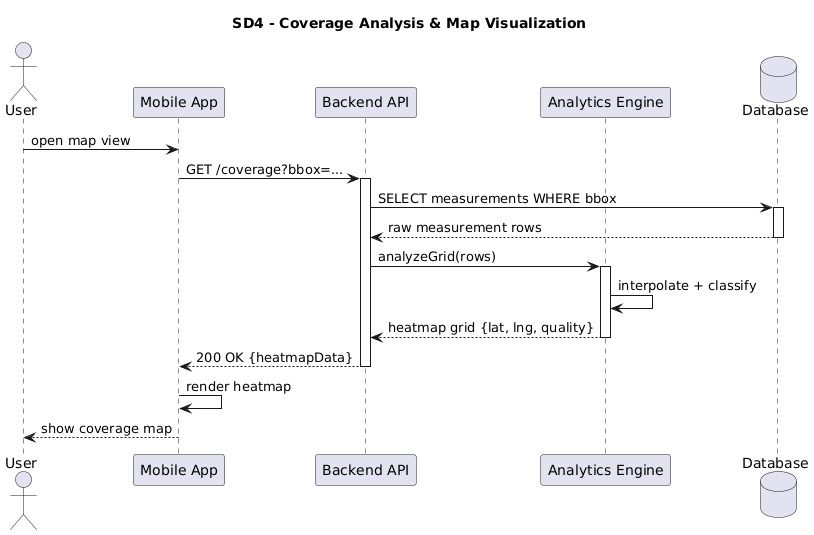 SD4 - Coverage Analysis & Map Visualization
User
Mobile App
Backend API
Analytics Engine
Database
open map view
GET /coverage?bbox=...
SELECT measurements WHERE bbox
raw measurement rows
analyzeGrid(rows)
interpolate + classify
heatmap grid {lat, lng, quality}
200 OK {heatmapData}
render heatmap
show coverage map
User
Mobile App
Backend API
Analytics Engine
Database